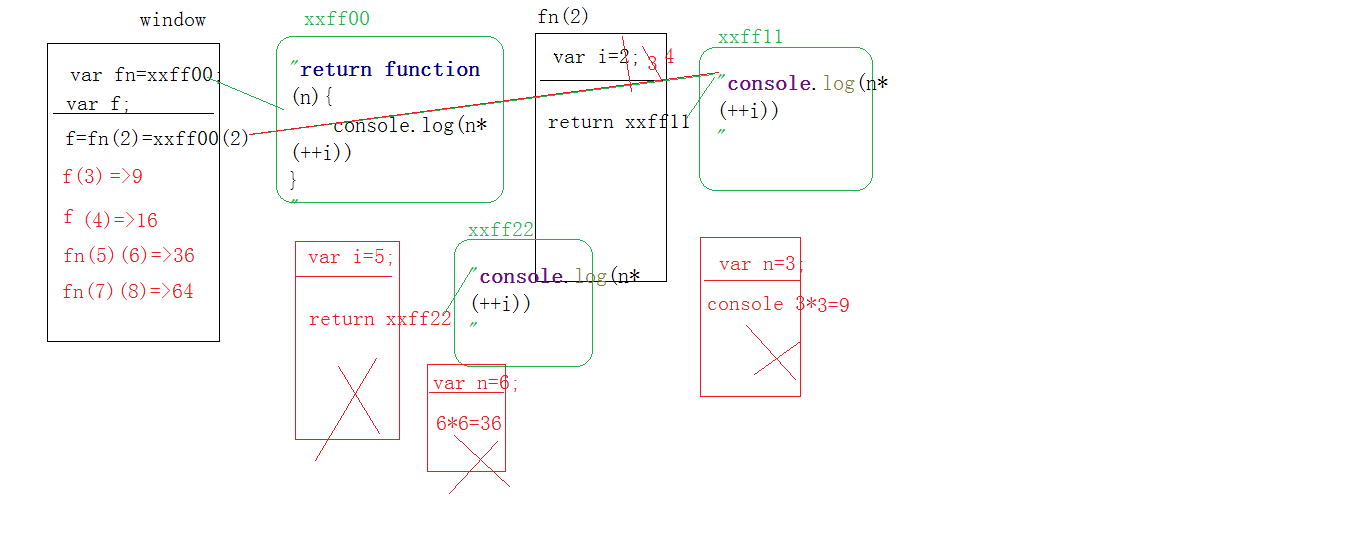 window
var fn=xxff00;
var f;
f=fn(2)=xxff00(2)
f(3) =>9
f (4)=>16
fn(5)(6)=>36
fn(7)(8)=>64
xxff00
"return function
(n){
console.log(n*
(++i))
}
"
fn(2)
var i=2; 3 4
return xxff11
xxff11
"console.log(n*
(++i))
"
var i=5;
return xxff22
xxff22
"console.log(n*
(++i))
"
var n=6;
6*6=36
var n=3;
console 3*3=9